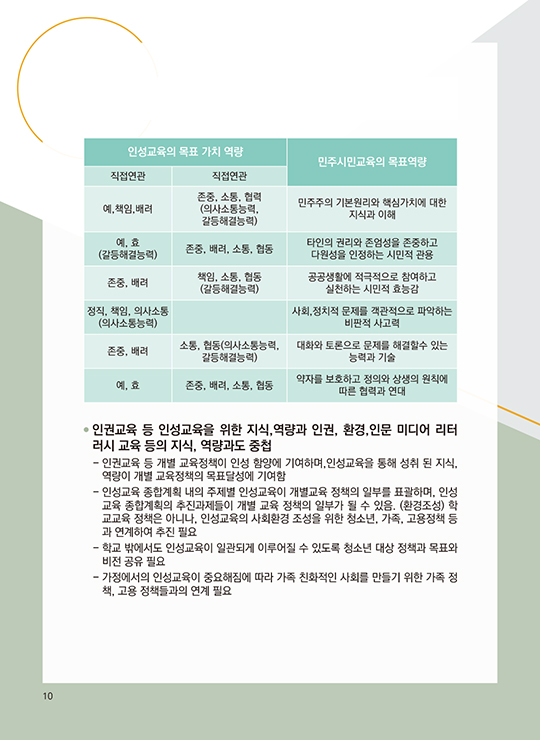 인성교육의 목표 가치 역량
민주시민교육의 목표역량
직접연관
직접연관
예,책임,배려
존중, 소통, 협력
(의사소통능력,
갈등해결능력)
민주주의 기본원리와 핵심가치에 대한
지식과 이해
예, 효
(갈등해결능력)
존중, 배려, 소통, 협동
타인의 권리와 존엄성을 존중하고
다원성을 인정하는 시민적 관용
존중, 배려
책임, 소통, 협동
(갈등해결능력)
공공생활에 적극적으로 참여하고
실천하는 시민적 효능감
정직, 책임, 의사소통
(의사소통능력)
사회,정치적 문제를 객관적으로 파악하는
비판적 사고력
존중, 배려
소통, 협동(의사소통능력,
갈등해결능력)
대화와 토론으로 문제를 해결할수 있는
능력과 기술
예, 효
존중, 배려, 소통, 협동
약자를 보호하고 정의와 상생의 원칙에
따른 협력과 연대
• 인권교육 등 인성교육을 위한 지식,역량과 인권, 환경,인문 미디어 리터
러시 교육 등의 지식, 역량과도 중첩
– 인권교육 등 개별 교육정책이 인성 함양에 기여하며,인성교육을 통해 성취 된 지식,
역량이 개별 교육정책의 목표달성에 기여함
– 인성교육 종합계획 내의 주제별 인성교육이 개별교육 정책의 일부를 표괄하며, 인성
교육 종합계획의 추진과제들이 개별 교육 정책의 일부가 될 수 있음. (환경조성) 학
교교육 정책은 아니나, 인성교육의 사회환경 조성을 위한 청소년, 가족, 고용정책 등
과 연계하여 추진 필요
– 학교 밖에서도 인성교육이 일관되게 이루어질 수 있도록 청소년 대상 정책과 목표와
비전 공유 필요
– 가정에서의 인성교육이 중요해짐에 따라 가족 친화적인 사회를 만들기 위한 가족 정
책, 고용 정책들과의 연계 필요
10